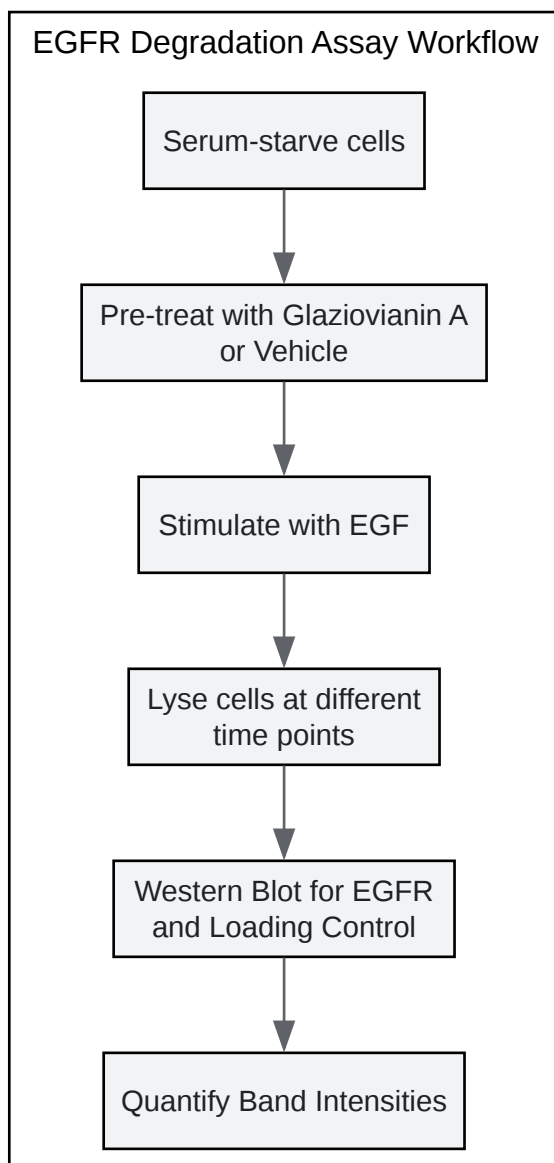 EGFR Degradation Assay Workflow
Serum-starve cells
Pre-treat with Glaziovianin A
or Vehicle
Stimulate with EGF
Lyse cells at different
time points
Western Blot for EGFR
and Loading Control
Quantify Band Intensities